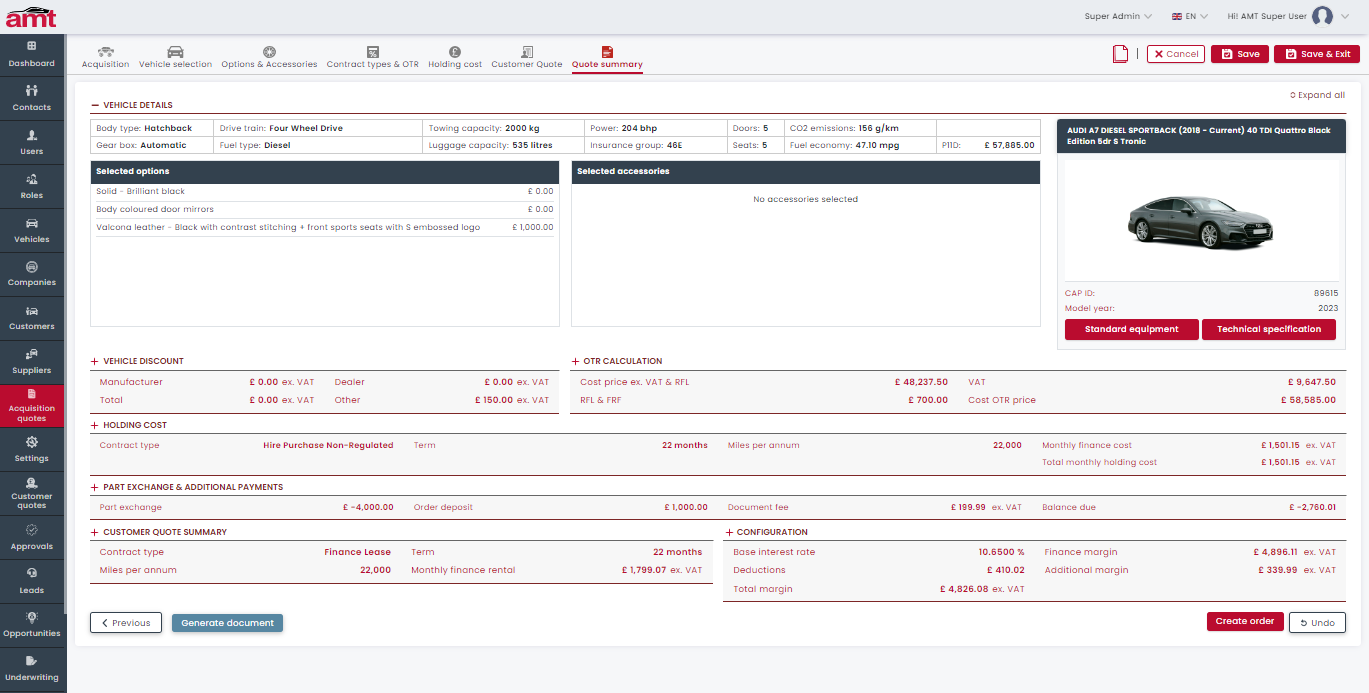 amt
Super Admin
EN
Hi! AMT Super User
Dashboard
Contacts
Users
Roles
Vehicles
Companies
Customers
Suppliers
Acquisition
quotes
Settings
Customer
quotes
Approvals
Leads
Opportunities
Underwriting
Acquisition
Vehicle selection
Options & Accessories
Contract types & OTR
Holding cost
Customer Quote
Quote summary
Cancel
Save
Save & Exit
Expand all
VEHICLE DETAILS
Body type: Hatchback
Drive train: Four Wheel Drive
Towing capacity: 2000 kg
Power: 204 bhp
Doors: 5
CO2 emissions: 156 g/km
Gear box: Automatic
Fuel type: Diesel
Luggage capacity: 535 litres
Insurance group: 46E
Seats: 5
Fuel economy: 47.10 mpg
P11D: £ 57,885.00
Selected options
Solid - Brilliant black £ 0.00
Body coloured door mirrors £ 0.00
Valcona leather - Black with contrast stitching + front sports seats with S embossed logo £ 1,000.00
Selected accessories
No accessories selected
AUDI A7 DIESEL SPORTBACK (2018 - Current) 40 TDI Quattro Black
Edition 5dr S Tronic
CAP ID: 89615
Model year: 2023
Standard equipment
Technical specification
VEHICLE DISCOUNT
Manufacturer £ 0.00 ex. VAT Dealer £ 0.00 ex. VAT
Total £ 0.00 ex. VAT Other £ 150.00 ex. VAT
OTR CALCULATION
Cost price ex. VAT & RFL £ 48,237.50 VAT £ 9,647.50
RFL & FRF £ 700.00 Cost OTR price £ 58,585.00
HOLDING COST
Contract type Hire Purchase Non-Regulated Term 22 months Miles per annum 22,000 Monthly finance cost £ 1,501.15 ex. VAT
Total monthly holding cost £ 1,501.15 ex. VAT
PART EXCHANGE & ADDITIONAL PAYMENTS
Part exchange £ -4,000.00 Order deposit £ 1,000.00 Document fee £ 199.99 ex. VAT Balance due £ -2,760.01
CUSTOMER QUOTE SUMMARY
Contract type Finance Lease Term 22 months
Miles per annum 22,000 Monthly finance rental £ 1,799.07 ex. VAT
CONFIGURATION
Base interest rate 10.6500 % Finance margin £ 4,896.11 ex. VAT
Deductions £ 410.02 Additional margin £ 339.99 ex. VAT
Total margin £ 4,826.08 ex. VAT
Previous
Generate document
Create order
Undo